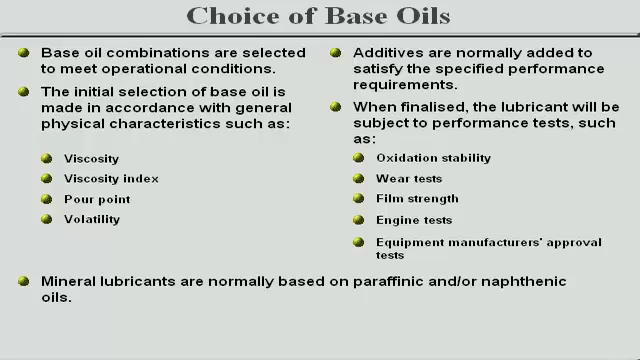 Choice of Base Oils
Base oil combinations are selected
to meet operational conditions.
The initial selection of base oil is
made in accordance with general
physical characteristics such as:
Viscosity
Viscosity index
Pour point
Volatility
Additives are normally added to
satisfy the specified performance
requirements.
When finalised, the lubricant will be
subject to performance tests, such
as:
Oxidation stability
Wear tests
Film strength
Engine tests
Equipment manufacturers' approval
tests
Mineral lubricants are normally based on paraffinic and/or naphthenic
oils.